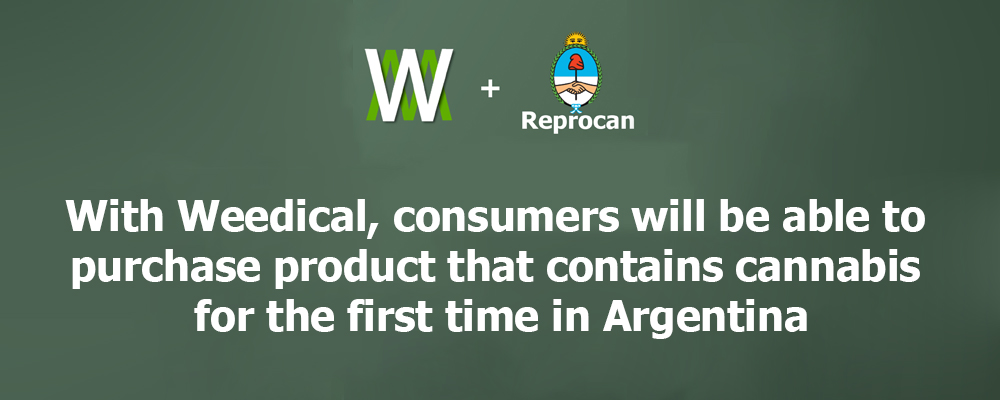 W
+
Reprocan
With Weedical, consumers will be able to
purchase product that contains cannabis
for the first time in Argentina